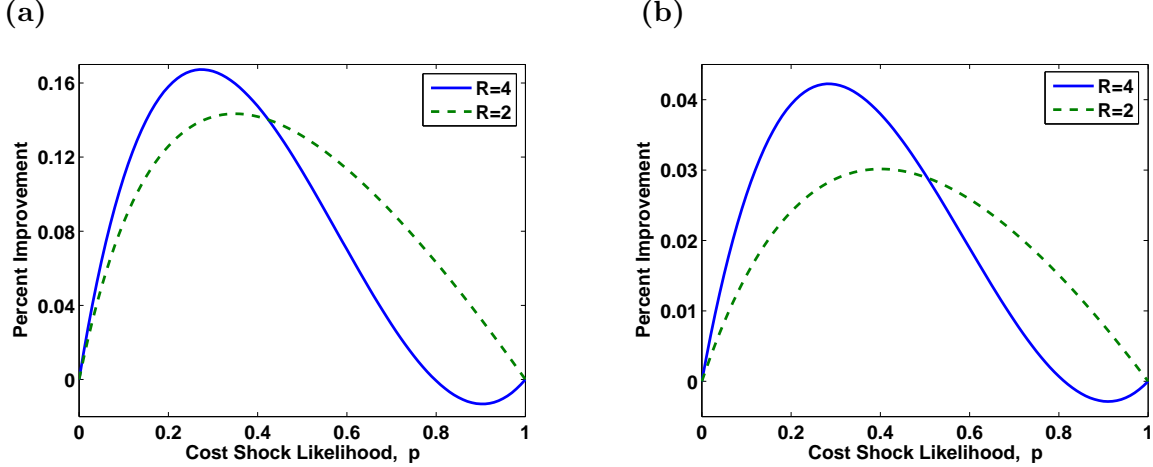 (a)
Percent Improvement
0.16
0.12
0.08
0.04
0
R=4
R=2
0
0.2
0.4
0.6
0.8
1
Cost Shock Likelihood, p
(b)
Percent Improvement
0.04
0.03
0.02
0.01
0
R=4
R=2
0
0.2
0.4
0.6
0.8
1
Cost Shock Likelihood, p